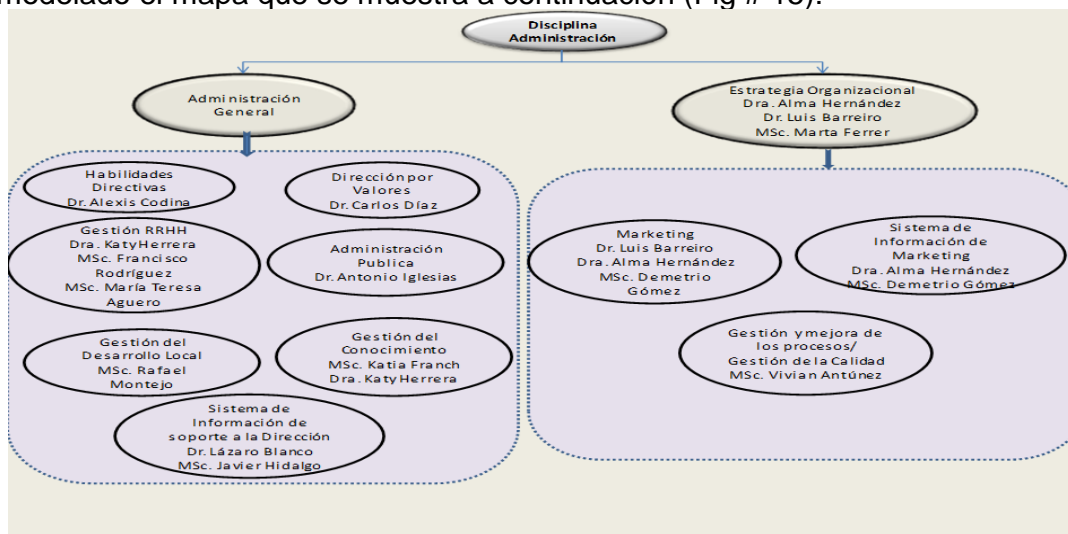 modelado el mapa que se muestra a continuación (Fig # 10).
Disciplina
Administración
Administración
General
Estrategia Organizacional
Dra. Alma Hernández
Dr. Luis Barreiro
MSc. Marta Ferrer
Habilidades
Directivas
Dr. Alexis Codina
Dirección por
Valores
Dr. Carlos Díaz
Gestión RRHH
Dra. Katy Herrera
MSc. Francisco
Rodríguez
MSc. María Teresa
Aguero
Administración
Publica
Dr. Antonio Iglesias
Gestión del
Desarrollo Local
MSc. Rafael
Montejo
Gestión del
Conocimiento
MSc. Katia Franch
Dra. Katy Herrera
Sistema de
Información de
soporte a la Dirección
Dr. Lázaro Blanco
MSc. Javier Hidalgo
Marketing
Dr. Luis Barreiro
Dra. Alma Hernández
MSc. Demetrio
Gómez
Sistema de
Información de
Marketing
Dra. Alma Hernández
MSc. Demetrio Gómez
Gestión y mejora de
los procesos/
Gestión de la Calidad
MSc. Vivian Antúnez